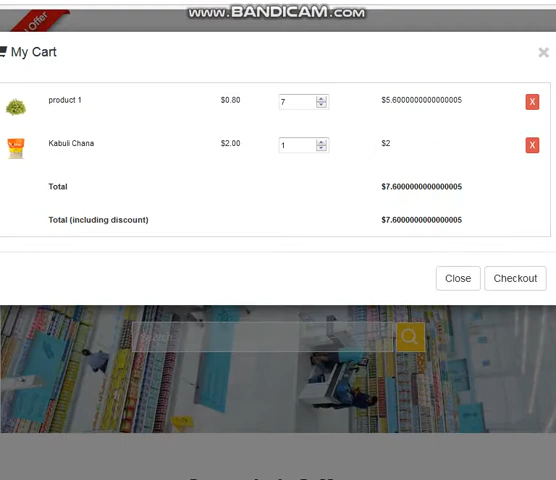 www.BANDICAM.com
Offer
My Cart ×
product 1 $0.80 7 $5.6000000000000005 X
Kabuli Chana $2.00 1 $2 X
Total $7.6000000000000005
Total (including discount) $7.6000000000000005
Close Checkout
Search...